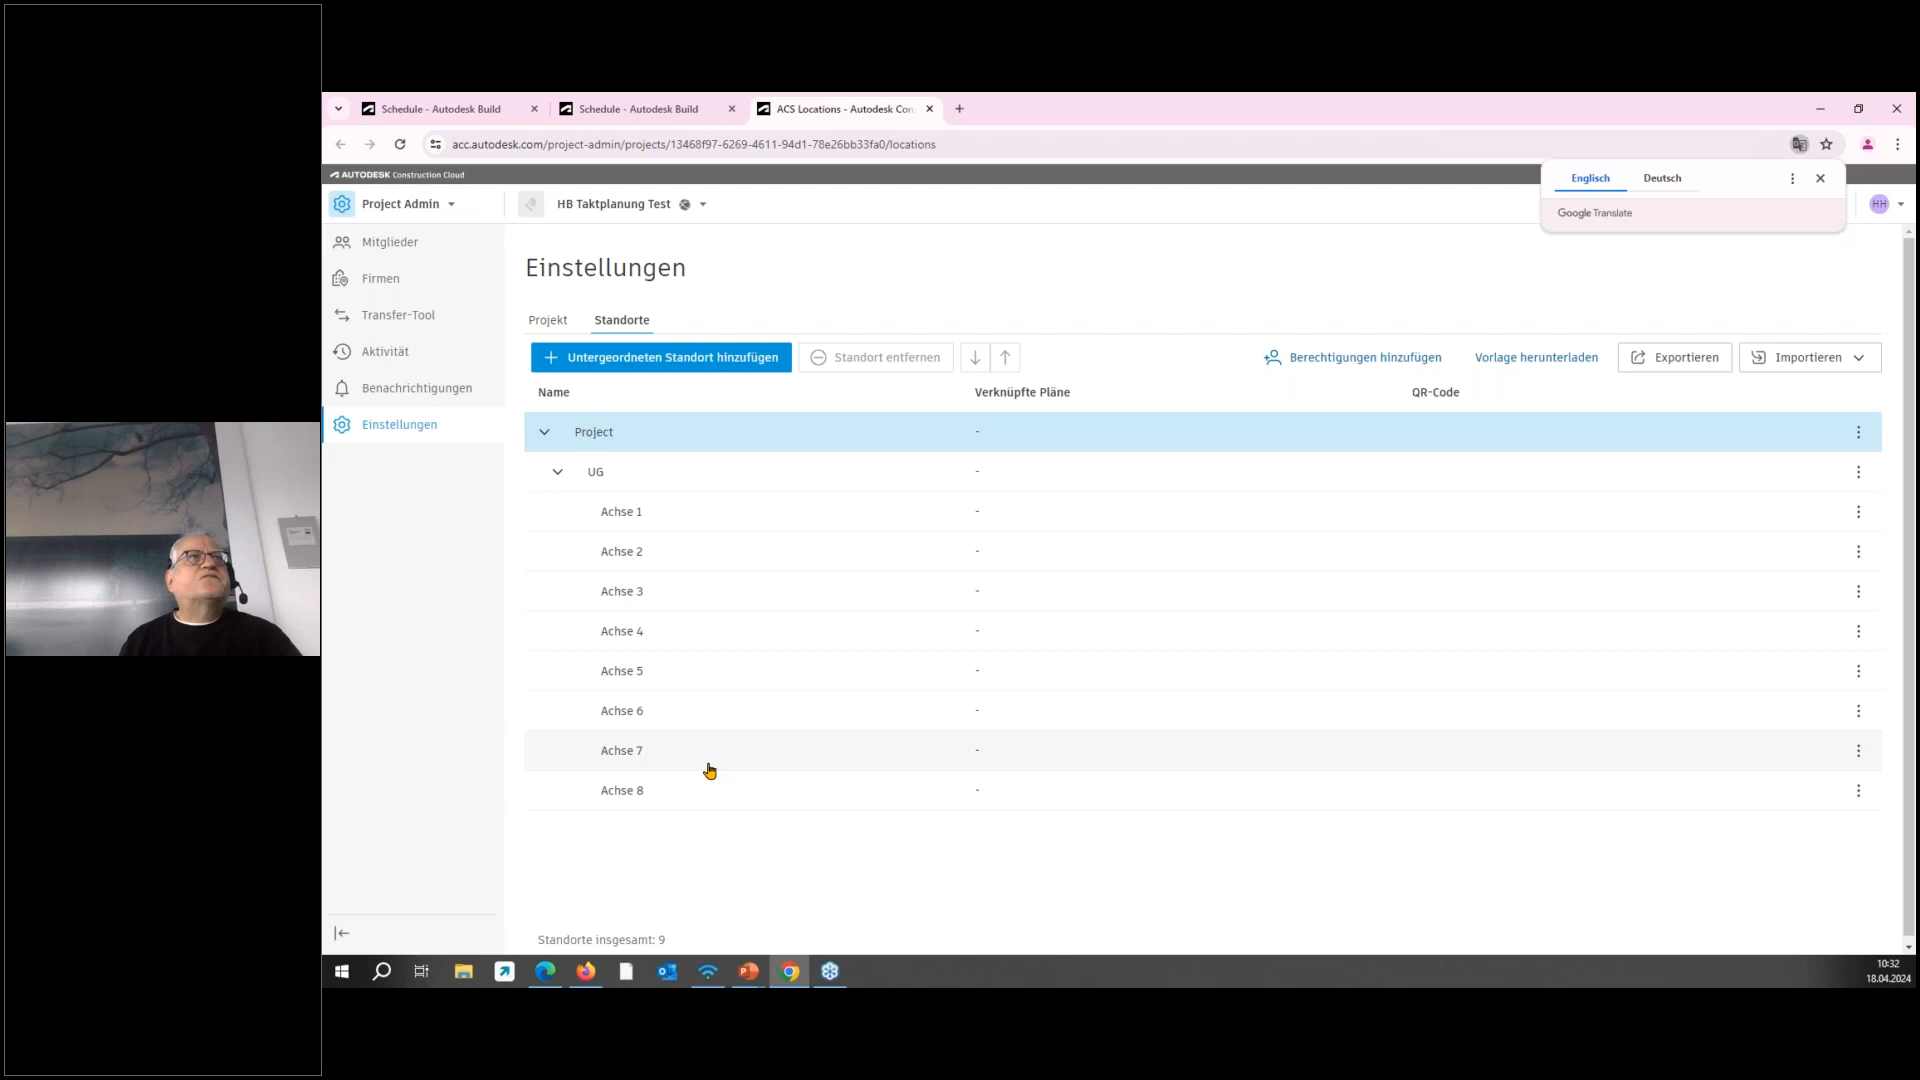 Schedule - Autodesk Build
Schedule - Autodesk Build
ACS Locations - Autodesk Con
acc.autodesk.com/project-admin/projects/13468f97-6269-4611-94d1-78e26bb33fa0/locations
AUTODESK Construction Cloud
Englisch Deutsch
Google Translate
Project Admin
HB Taktplanung Test
HH
Mitglieder
Firmen
Transfer-Tool
Aktivität
Benachrichtigungen
Einstellungen
Einstellungen
Projekt Standorte
Untergeordneten Standort hinzufügen Standort entfernen Berechtigungen hinzufügen Vorlage herunterladen Exportieren Importieren
Name Verknüpfte Pläne QR-Code
Project -
UG -
Achse 1 -
Achse 2 -
Achse 3 -
Achse 4 -
Achse 5 -
Achse 6 -
Achse 7 -
Achse 8 -
Standorte insgesamt: 9
10:32
18.04.2024